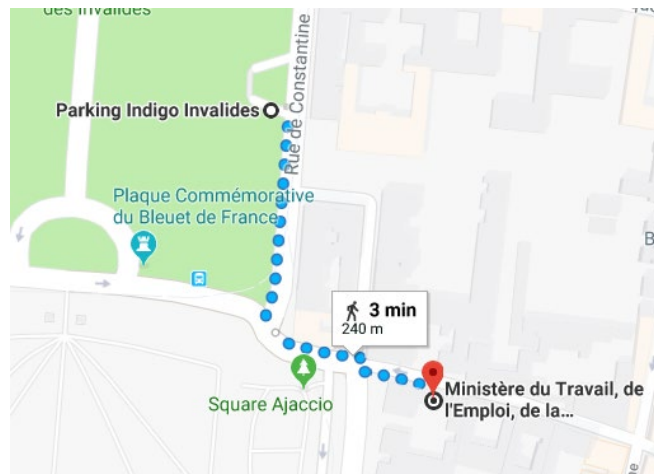 des Invalides
Parking Indigo Invalides
Rue de Constantine
Plaque Commémorative
du Bleuet de France
3 min
240 m
Square Ajaccio
Ministère du Travail, de
l'Emploi, de la...